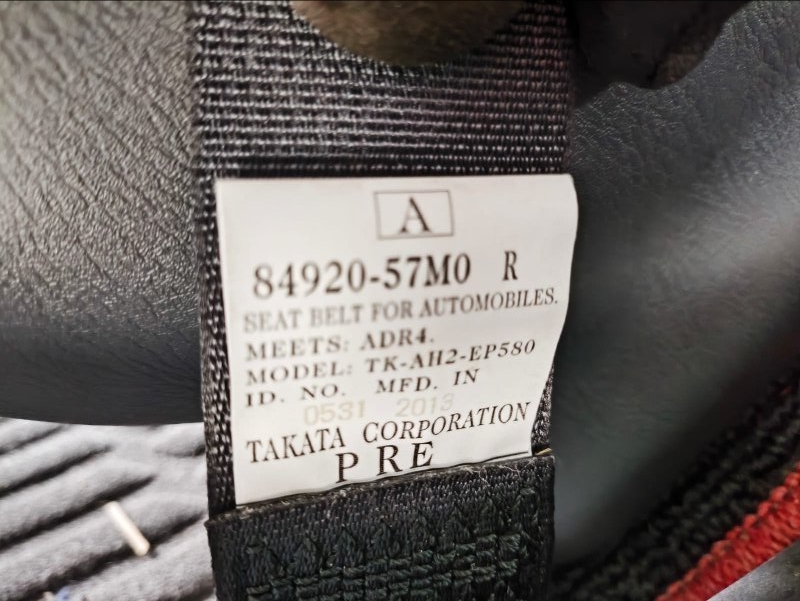 A
84920-57M0 R
SEAT BELT FOR AUTOMOBILES.
MEETS: ADR4.
MODEL: TK-AH2-EP580
ID. NO. MFD. IN
0531 2013
TAKATA CORPORATION
PRE